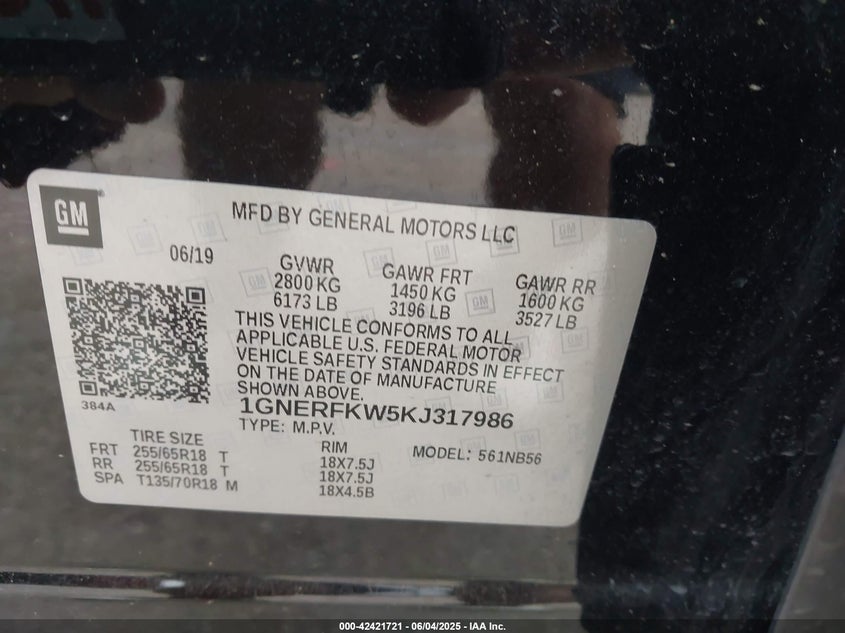 GM
MFD BY GENERAL MOTORS LLC
06/19
GVWR
2800 KG
6173 LB
GAWR FRT
1450 KG
3196 LB
GAWR RR
1600 KG
3527 LB
THIS VEHICLE CONFORMS TO ALL
APPLICABLE U.S. FEDERAL MOTOR
VEHICLE SAFETY STANDARDS IN EFFECT
ON THE DATE OF MANUFACTURE
SHOWN ABOVE.
384A
1GNERFKW5KJ317986
TYPE: M.P.V.
TIRE SIZE
RIM
MODEL: 561NB56
FRT 255/65R18 T 18X7.5J
RR 255/65R18 T 18X7.5J
SPA T135/70R18 M 18X4.5B
000-42421721 - 06/04/2025 - IAA Inc.